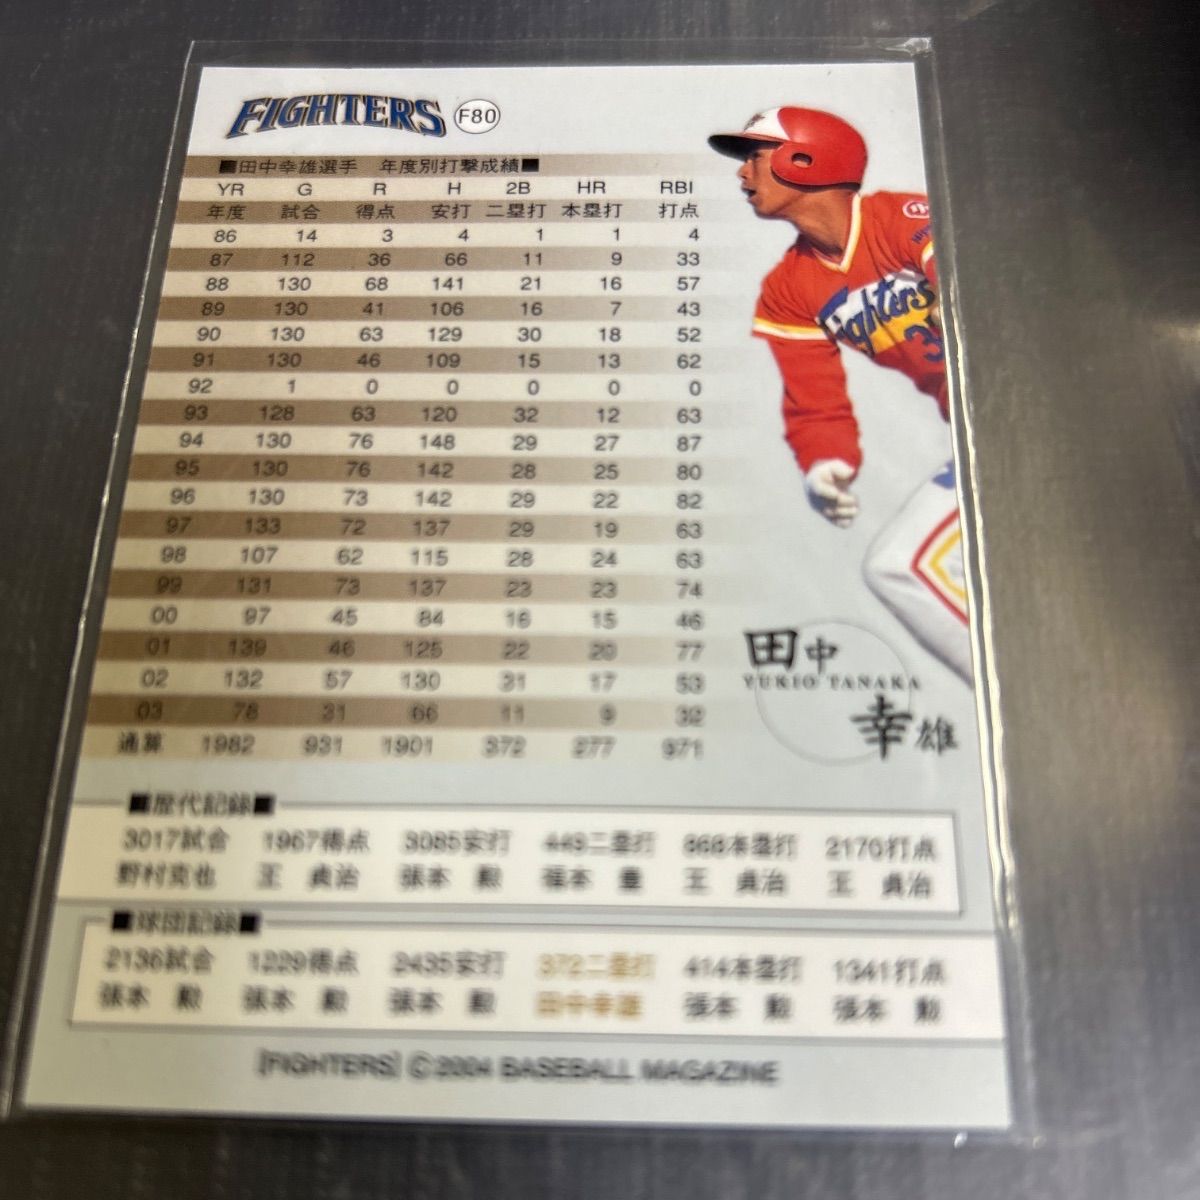 FIGHTERS F80
■田中幸雄選手 年度別打撃成績■
YR G R H 2B HR RBI
年度 試合 得点 安打 二塁打 本塁打 打点
86 14 3 4 1 1 4
87 112 36 66 11 9 33
88 130 68 141 21 16 57
89 130 41 106 16 7 43
90 130 63 129 30 18 52
91 130 46 109 15 13 62
92 1 0 0 0 0 0
93 128 63 120 32 12 63
94 130 76 148 29 27 87
95 130 76 142 28 25 80
96 130 73 142 29 22 82
97 133 72 137 29 19 63
98 107 62 115 28 24 63
99 131 73 137 23 23 74
00 97 45 84 16 15 46
01 139 46 125 22 20 77
02 132 57 130 31 17 53
03 78 31 66 11 9 32
通算 1982 931 1901 372 277 971
Fighters
田中
YUKIO TANAKA
幸雄
■歴代記録■
3017試合 1967得点 3085安打 449二塁打 868本塁打 2170打点
野村克也 王 貞治 張本 勲 福本 豊 王 貞治 王 貞治
■球団記録■
2136試合 1229得点 2435安打 372二塁打 414本塁打 1341打点
張本 勲 張本 勲 張本 勲 田中幸雄 張本 勲 張本 勲
[FIGHTERS] © 2004 BASEBALL MAGAZINE